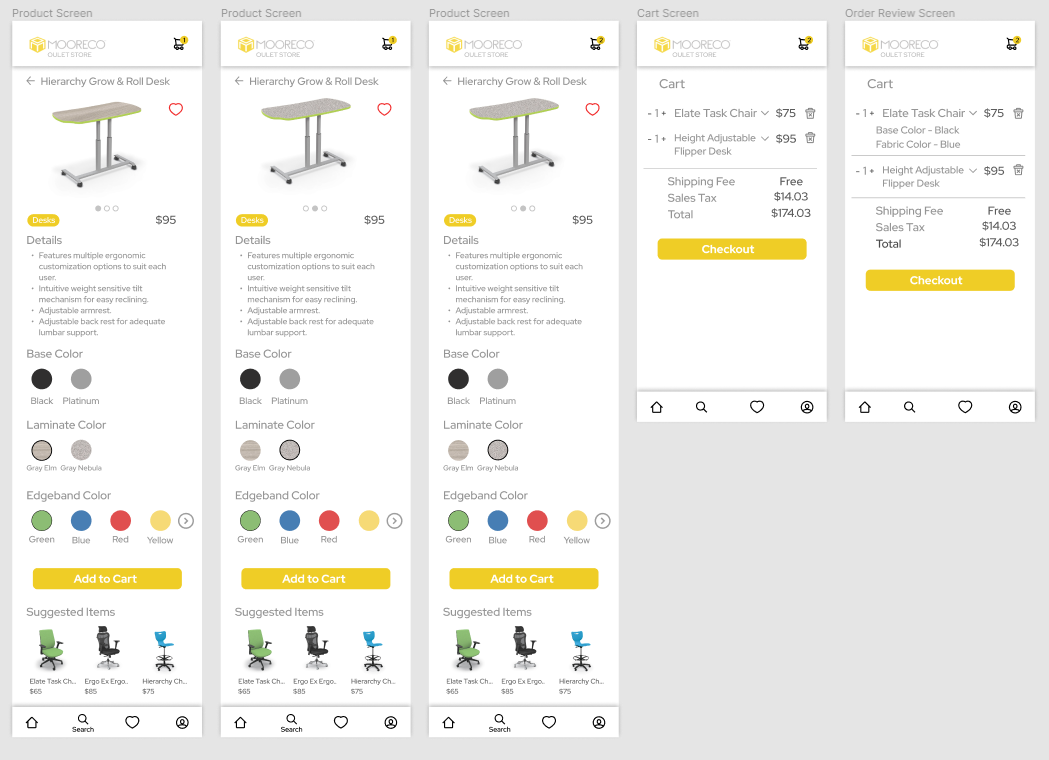 Product Screen
MOORECO
OULET STORE
1
Hierarchy Grow & Roll Desk
Desks
$95
Details
• Features multiple ergonomic
customization options to suit each
user.
• Intuitive weight sensitive tilt
mechanism for easy reclining.
• Adjustable armrest.
• Adjustable back rest for adequate
lumbar support.
Base Color
Black Platinum
Laminate Color
Gray Elm Gray Nebula
Edgeband Color
Green Blue Red Yellow
Add to Cart
Suggested Items
Elate Task Ch... Ergo Ex Ergo.. Hierarchy Ch...
$65 $85 $75
Search
Product Screen
MOORECO
OULET STORE
1
Hierarchy Grow & Roll Desk
Desks
$95
Details
• Features multiple ergonomic
customization options to suit each
user.
• Intuitive weight sensitive tilt
mechanism for easy reclining.
• Adjustable armrest.
• Adjustable back rest for adequate
lumbar support.
Base Color
Black Platinum
Laminate Color
Gray Elm Gray Nebula
Edgeband Color
Green Blue Red
Add to Cart
Suggested Items
Elate Task Ch... Ergo Ex Ergo.. Hierarchy Ch...
$65 $85 $75
Search
Product Screen
MOORECO
OULET STORE
2
Hierarchy Grow & Roll Desk
Desks
$95
Details
• Features multiple ergonomic
customization options to suit each
user.
• Intuitive weight sensitive tilt
mechanism for easy reclining.
• Adjustable armrest.
• Adjustable back rest for adequate
lumbar support.
Base Color
Black Platinum
Laminate Color
Gray Elm Gray Nebula
Edgeband Color
Green Blue Red Yellow
Add to Cart
Suggested Items
Elate Task Ch... Ergo Ex Ergo.. Hierarchy Ch...
$65 $85 $75
Search
Cart Screen
MOORECO
OULET STORE
2
Cart
- 1 + Elate Task Chair $75
- 1 + Height Adjustable $95
Flipper Desk
Shipping Fee Free
Sales Tax $14.03
Total $174.03
Checkout
Order Review Screen
MOORECO
OULET STORE
2
Cart
- 1 + Elate Task Chair $75
Base Color - Black
Fabric Color - Blue
- 1 + Height Adjustable $95
Flipper Desk
Shipping Fee Free
Sales Tax $14.03
Total $174.03
Checkout